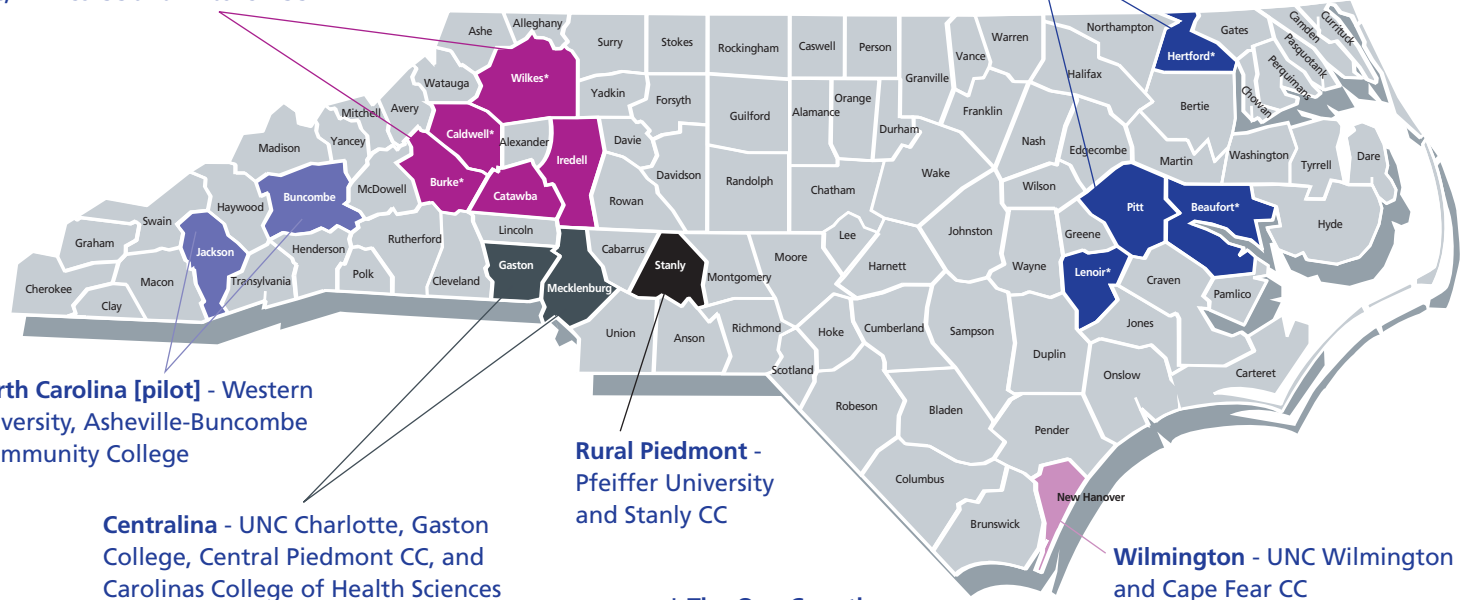 Alleghany
Ashe
Surry
Stokes
Rockingham
Caswell
Person
Northampton
Gates
Camden
Currituck
Pasquotank
Perquimans
Chowan
Warren
Vance
Granville
Halifax
Hertford*
Wilkes*
Watauga
Yadkin
Forsyth
Guilford
Alamance
Orange
Durham
Franklin
Bertie
Mitchell
Avery
Caldwell*
Alexander
Iredell
Davie
Nash
Edgecombe
Martin
Washington
Tyrrell
Dare
Madison
Yancey
McDowell
Burke*
Catawba
Rowan
Davidson
Randolph
Chatham
Wake
Wilson
Pitt
Beaufort*
Hyde
Buncombe
Haywood
Swain
Graham
Jackson
Henderson
Rutherford
Lincoln
Cabarrus
Stanly
Montgomery
Moore
Lee
Harnett
Johnston
Greene
Wayne
Lenoir*
Craven
Pamlico
Cherokee
Clay
Macon
Transylvania
Polk
Cleveland
Gaston
Mecklenburg
Union
Anson
Richmond
Scotland
Hoke
Cumberland
Sampson
Duplin
Jones
Onslow
Carteret
Robeson
Bladen
Pender
Columbus
Brunswick
New Hanover
rth Carolina [pilot] - Western
versity, Asheville-Buncombe
mmunity College
Rural Piedmont -
Pfeiffer University
and Stanly CC
Centralina - UNC Charlotte, Gaston
College, Central Piedmont CC, and
Carolinas College of Health Sciences
Wilmington - UNC Wilmington
and Cape Fear CC